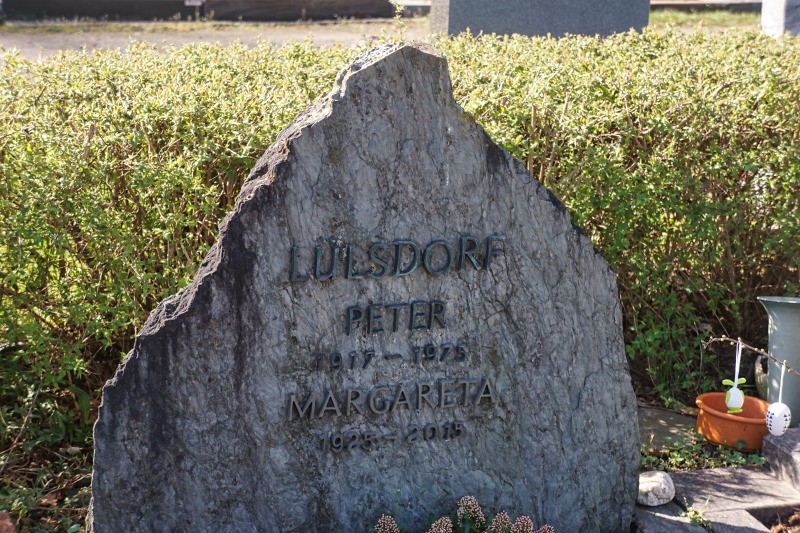 LÜLSDORF
PETER
1917 – 1975
MARGARETA
1925 – 2015